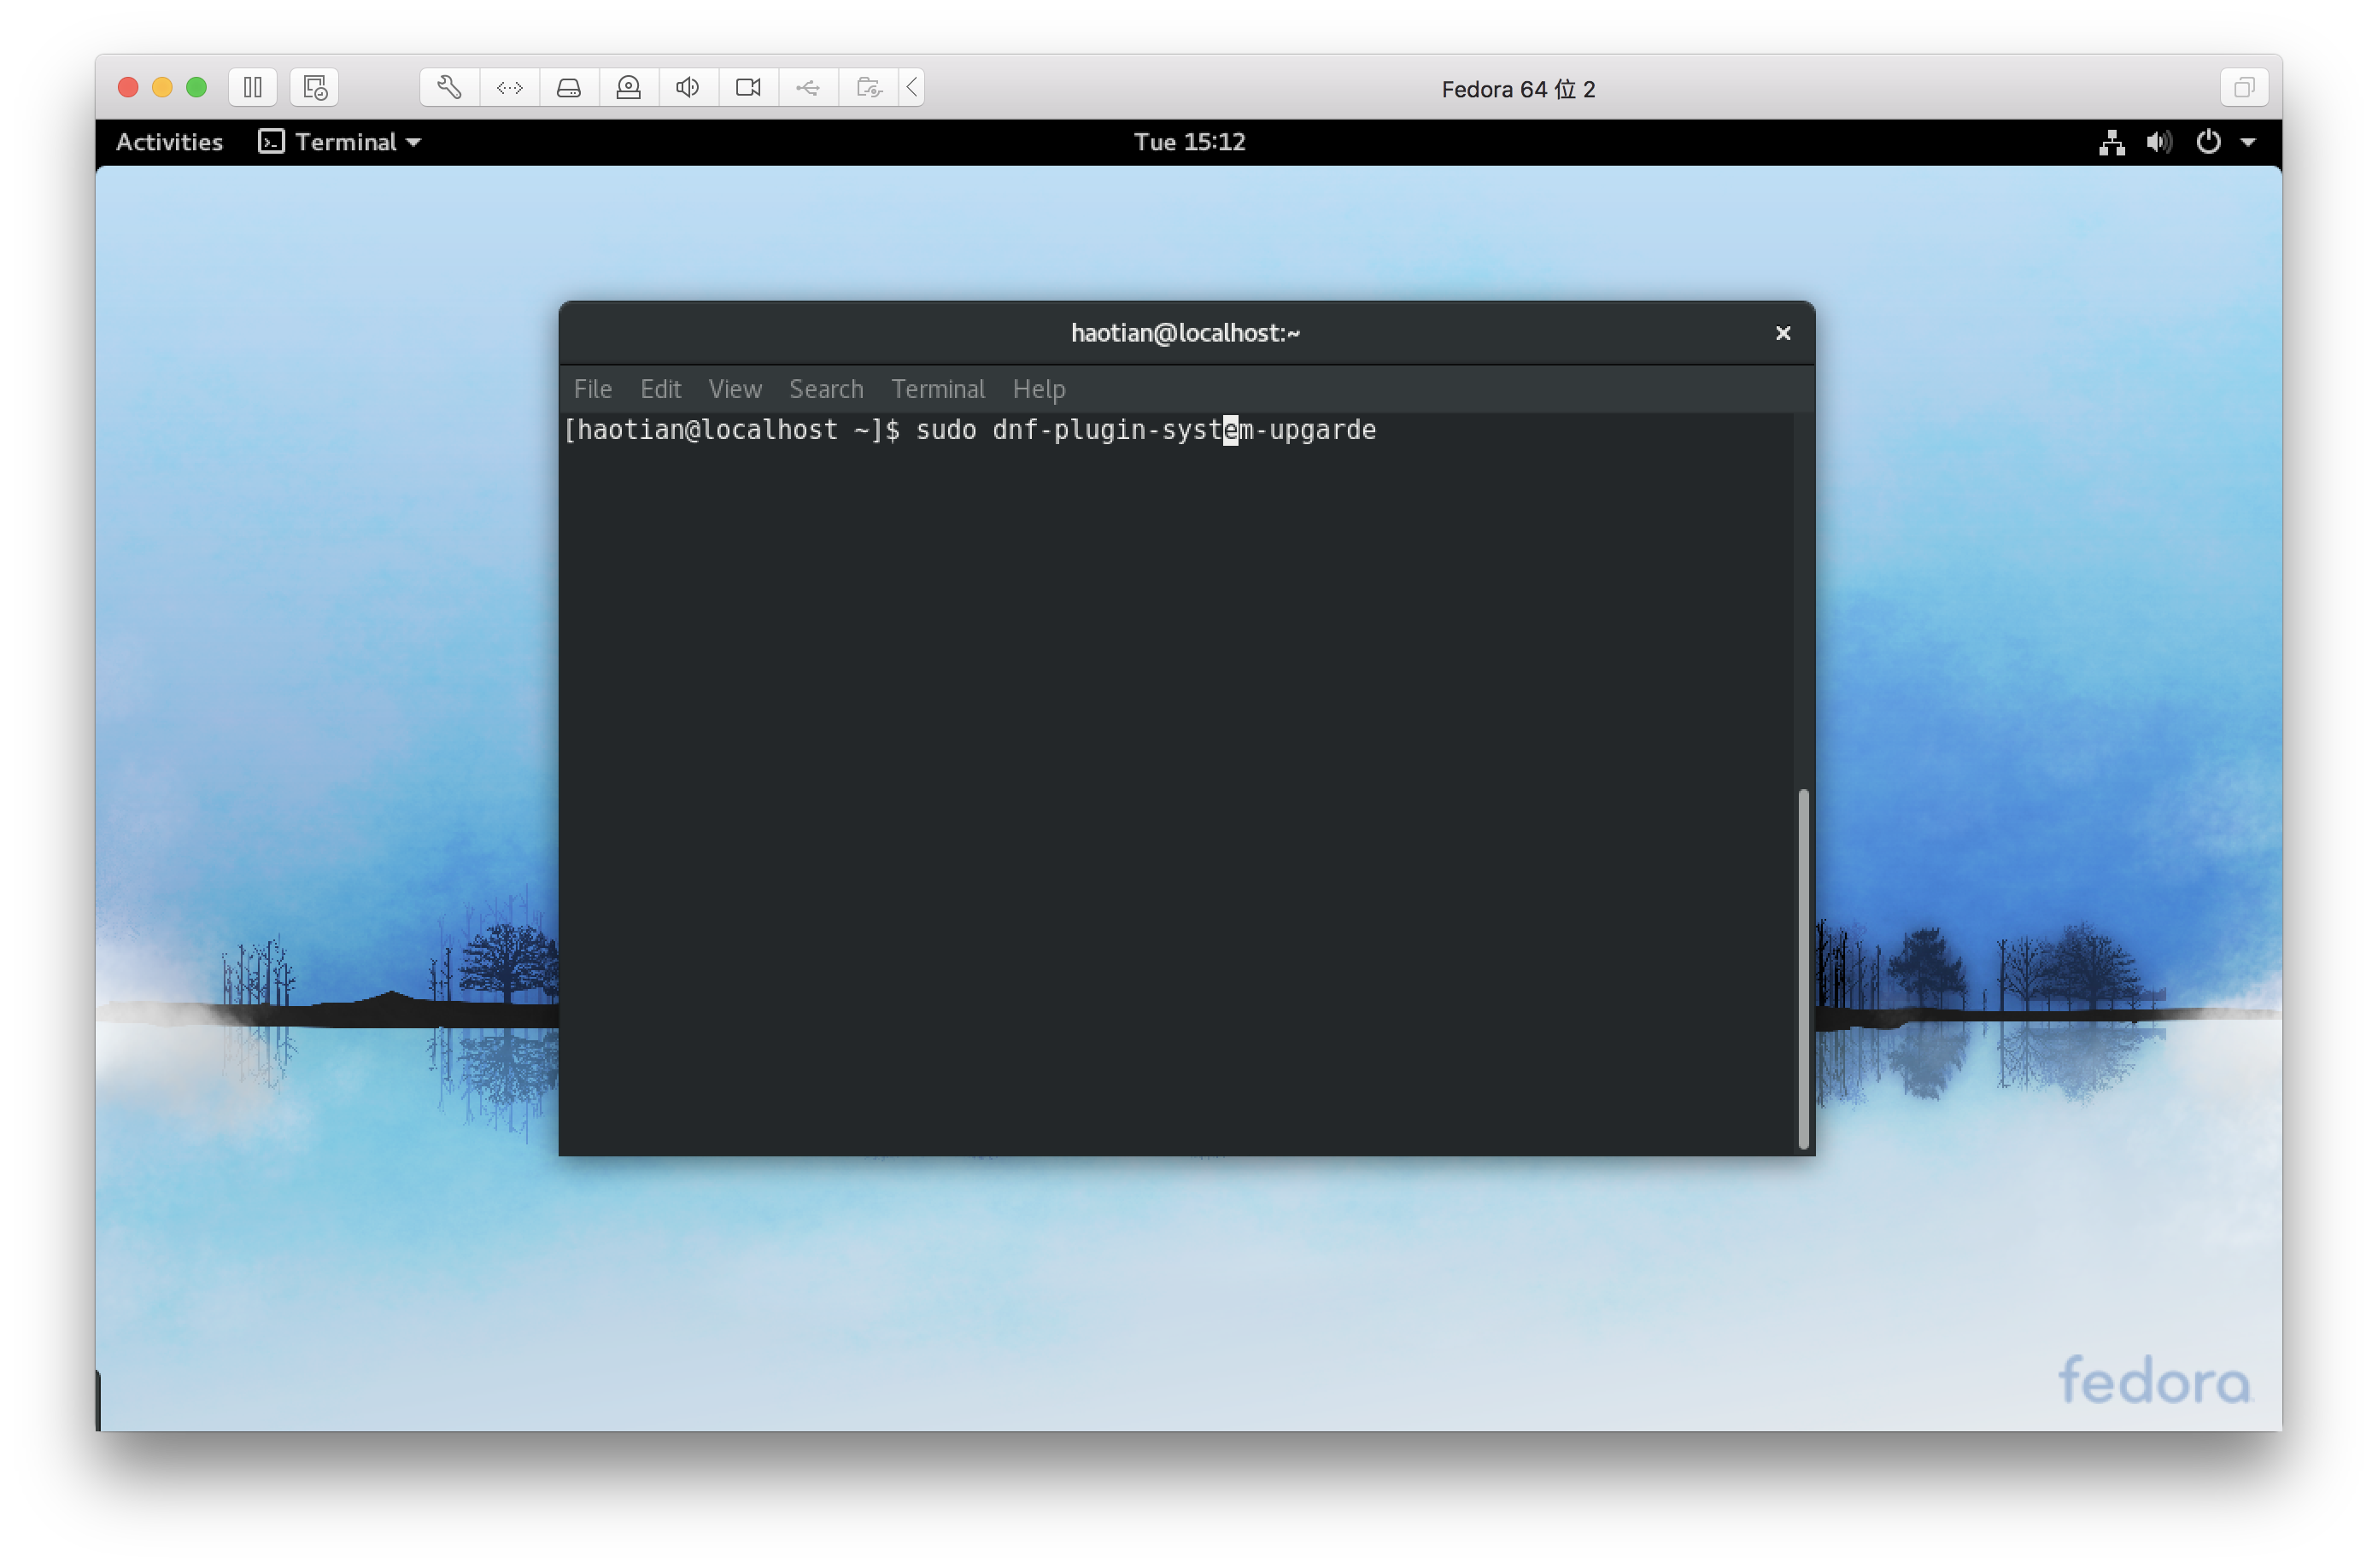 Fedora 64 位 2
Activities Terminal Tue 15:12
haotian@localhost:~
File Edit View Search Terminal Help
[haotian@localhost ~]$ sudo dnf-plugin-system-upgarde
fedora